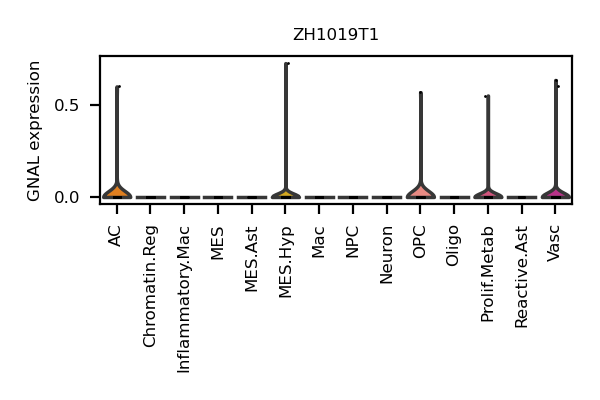 ZH1019T1
GNAL expression
0.5
0.0
AC
Chromatin.Reg
Inflammatory.Mac
MES
MES.Ast
MES.Hyp
Mac
NPC
Neuron
OPC
Oligo
Prolif.Metab
Reactive.Ast
Vasc